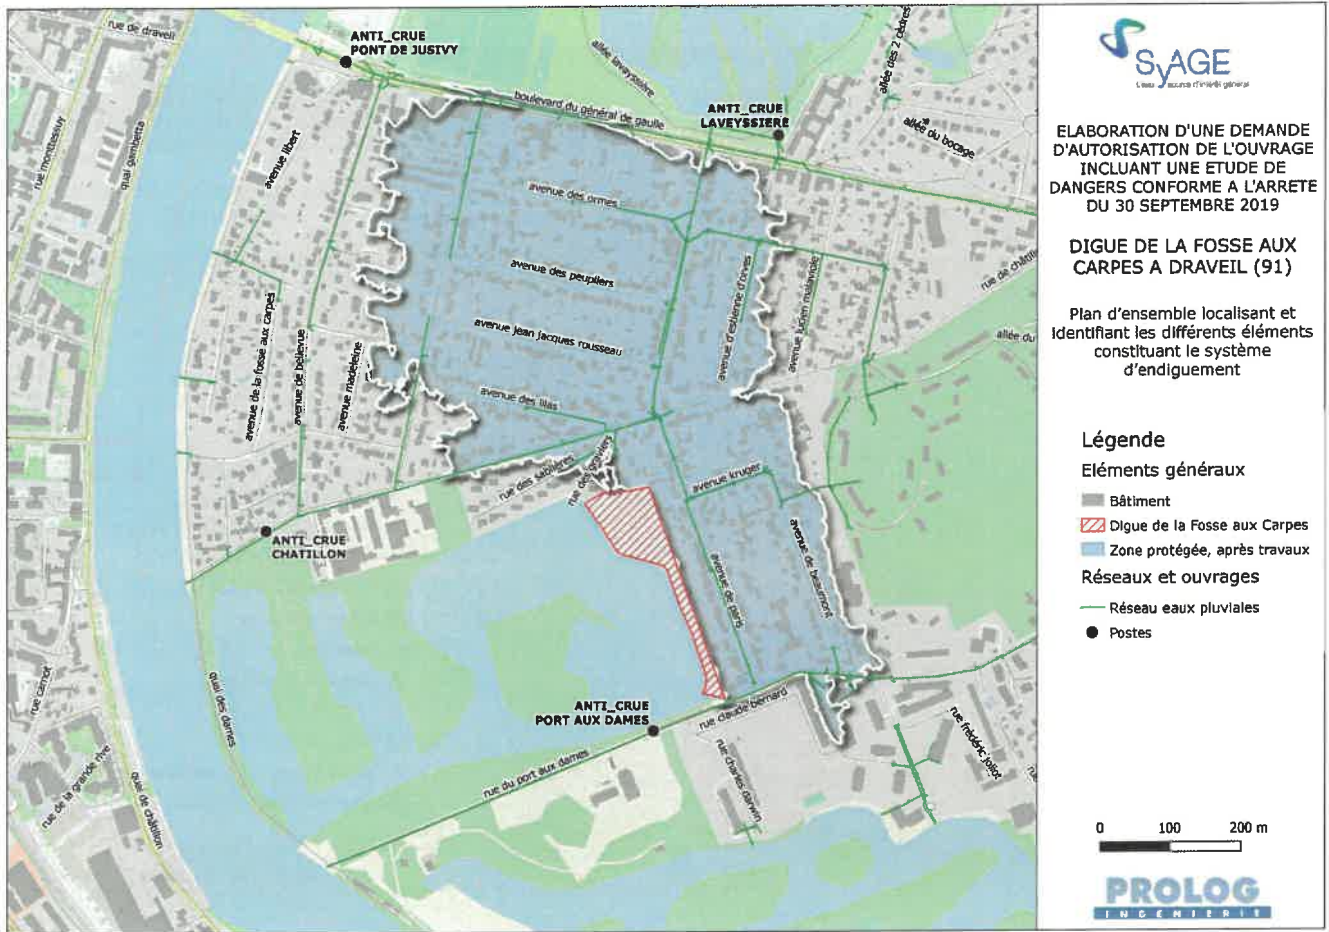 rue de draveil
ANTI_CRUE
PONT DE JUSIVY
allée lavayssière
allée des 2 cèdres
boulevard du général de gaulle
ANTI_CRUE
LAVEYSSIERE
allée du bocage
rue montessuy
quai gambetta
avenue libert
avenue des ormes
avenue des peupliers
avenue jean jacques rousseau
avenue d'estienne d'orves
avenue lucien malaviole
rue de châtillon
allée du
avenue de la fosse aux carpes
avenue de bellevue
avenue madeleine
avenue des lilas
rue des sablières
rue des graviers
avenue kruger
ANTI_CRUE
CHATILLON
avenue de paris
avenue de beaumont
quai des dames
ANTI_CRUE
PORT AUX DAMES
rue claude bernard
rue frédéric joliot
rue carnot
rue de la grande rive
quai de châtillon
rue du port aux dames
rue charles darwin
SyAGE
ELABORATION D'UNE DEMANDE
D'AUTORISATION DE L'OUVRAGE
INCLUANT UNE ETUDE DE
DANGERS CONFORME A L'ARRETE
DU 30 SEPTEMBRE 2019
DIGUE DE LA FOSSE AUX
CARPES A DRAVEIL (91)
Plan d'ensemble localisant et
identifiant les différents éléments
constituant le système
d'endiguement
Légende
Eléments généraux
Bâtiment
Digue de la Fosse aux Carpes
Zone protégée, après travaux
Réseaux et ouvrages
Réseau eaux pluviales
Postes
0 100 200 m
PROLOG
INGENIERIE